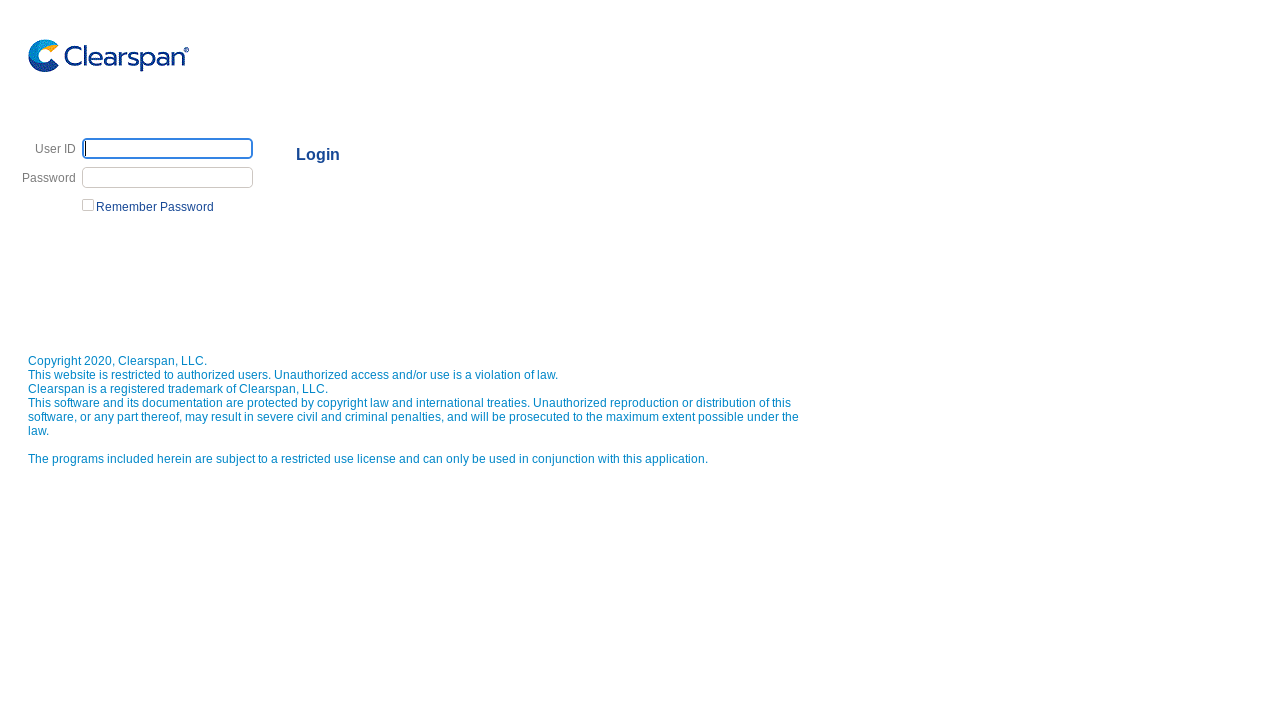 Clearspan®
User ID
Login
Password
Remember Password
Copyright 2020, Clearspan, LLC.
This website is restricted to authorized users. Unauthorized access and/or use is a violation of law.
Clearspan is a registered trademark of Clearspan, LLC.
This software and its documentation are protected by copyright law and international treaties. Unauthorized reproduction or distribution of this
software, or any part thereof, may result in severe civil and criminal penalties, and will be prosecuted to the maximum extent possible under the
law.
The programs included herein are subject to a restricted use license and can only be used in conjunction with this application.